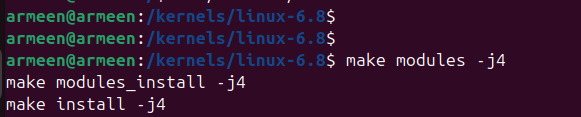 armeen@armeen:/kernels/linux-6.8$
armeen@armeen:/kernels/linux-6.8$
armeen@armeen:/kernels/linux-6.8$ make modules -j4
make modules_install -j4
make install -j4